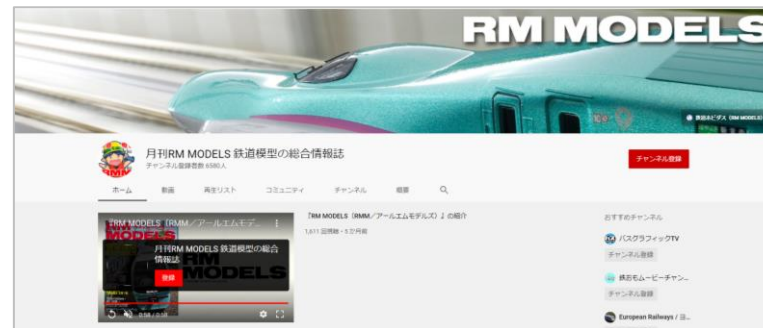 RM MODELS
鉄道ホビダス（RM MODELS）
月刊RM MODELS 鉄道模型の総合情報誌
チャンネル登録者数 6580人
チャンネル登録
ホーム
動画
再生リスト
コミュニティ
チャンネル
概要
『RM MODELS（RMM／アールエムモデ...
月刊RM MODELS 鉄道模型の総合情報誌
登録
RM MODELS
0:58 / 0:58
『RM MODELS（RMM／アールエムモデルズ）』の紹介
1,611 回視聴・5 か月前
おすすめチャンネル
バスグラフィックTV
チャンネル登録
鉄おもムービーチャン...
チャンネル登録
European Railways / ヨ...